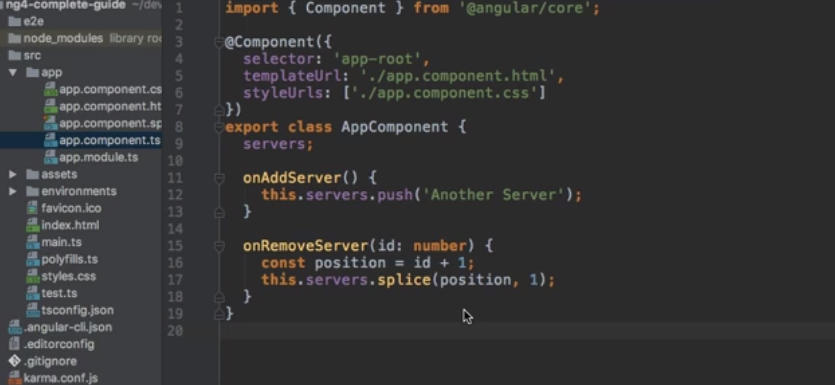 ng4-complete-guide ~/dev
e2e
node_modules library roo
src
app
app.component.cs
app.component.ht
app.component.sp
app.component.ts
app.module.ts
assets
environments
favicon.ico
index.html
main.ts
polyfills.ts
styles.css
test.ts
tsconfig.json
.angular-cli.json
.editorconfig
.gitignore
karma.conf.js
1 import { Component } from '@angular/core';
2
3 @Component({
4 selector: 'app-root',
5 templateUrl: './app.component.html',
6 styleUrls: ['./app.component.css']
7 })
8 export class AppComponent {
9 servers;
10
11 onAddServer() {
12 this.servers.push('Another Server');
13 }
14
15 onRemoveServer(id: number) {
16 const position = id + 1;
17 this.servers.splice(position, 1);
18 }
19 }
20